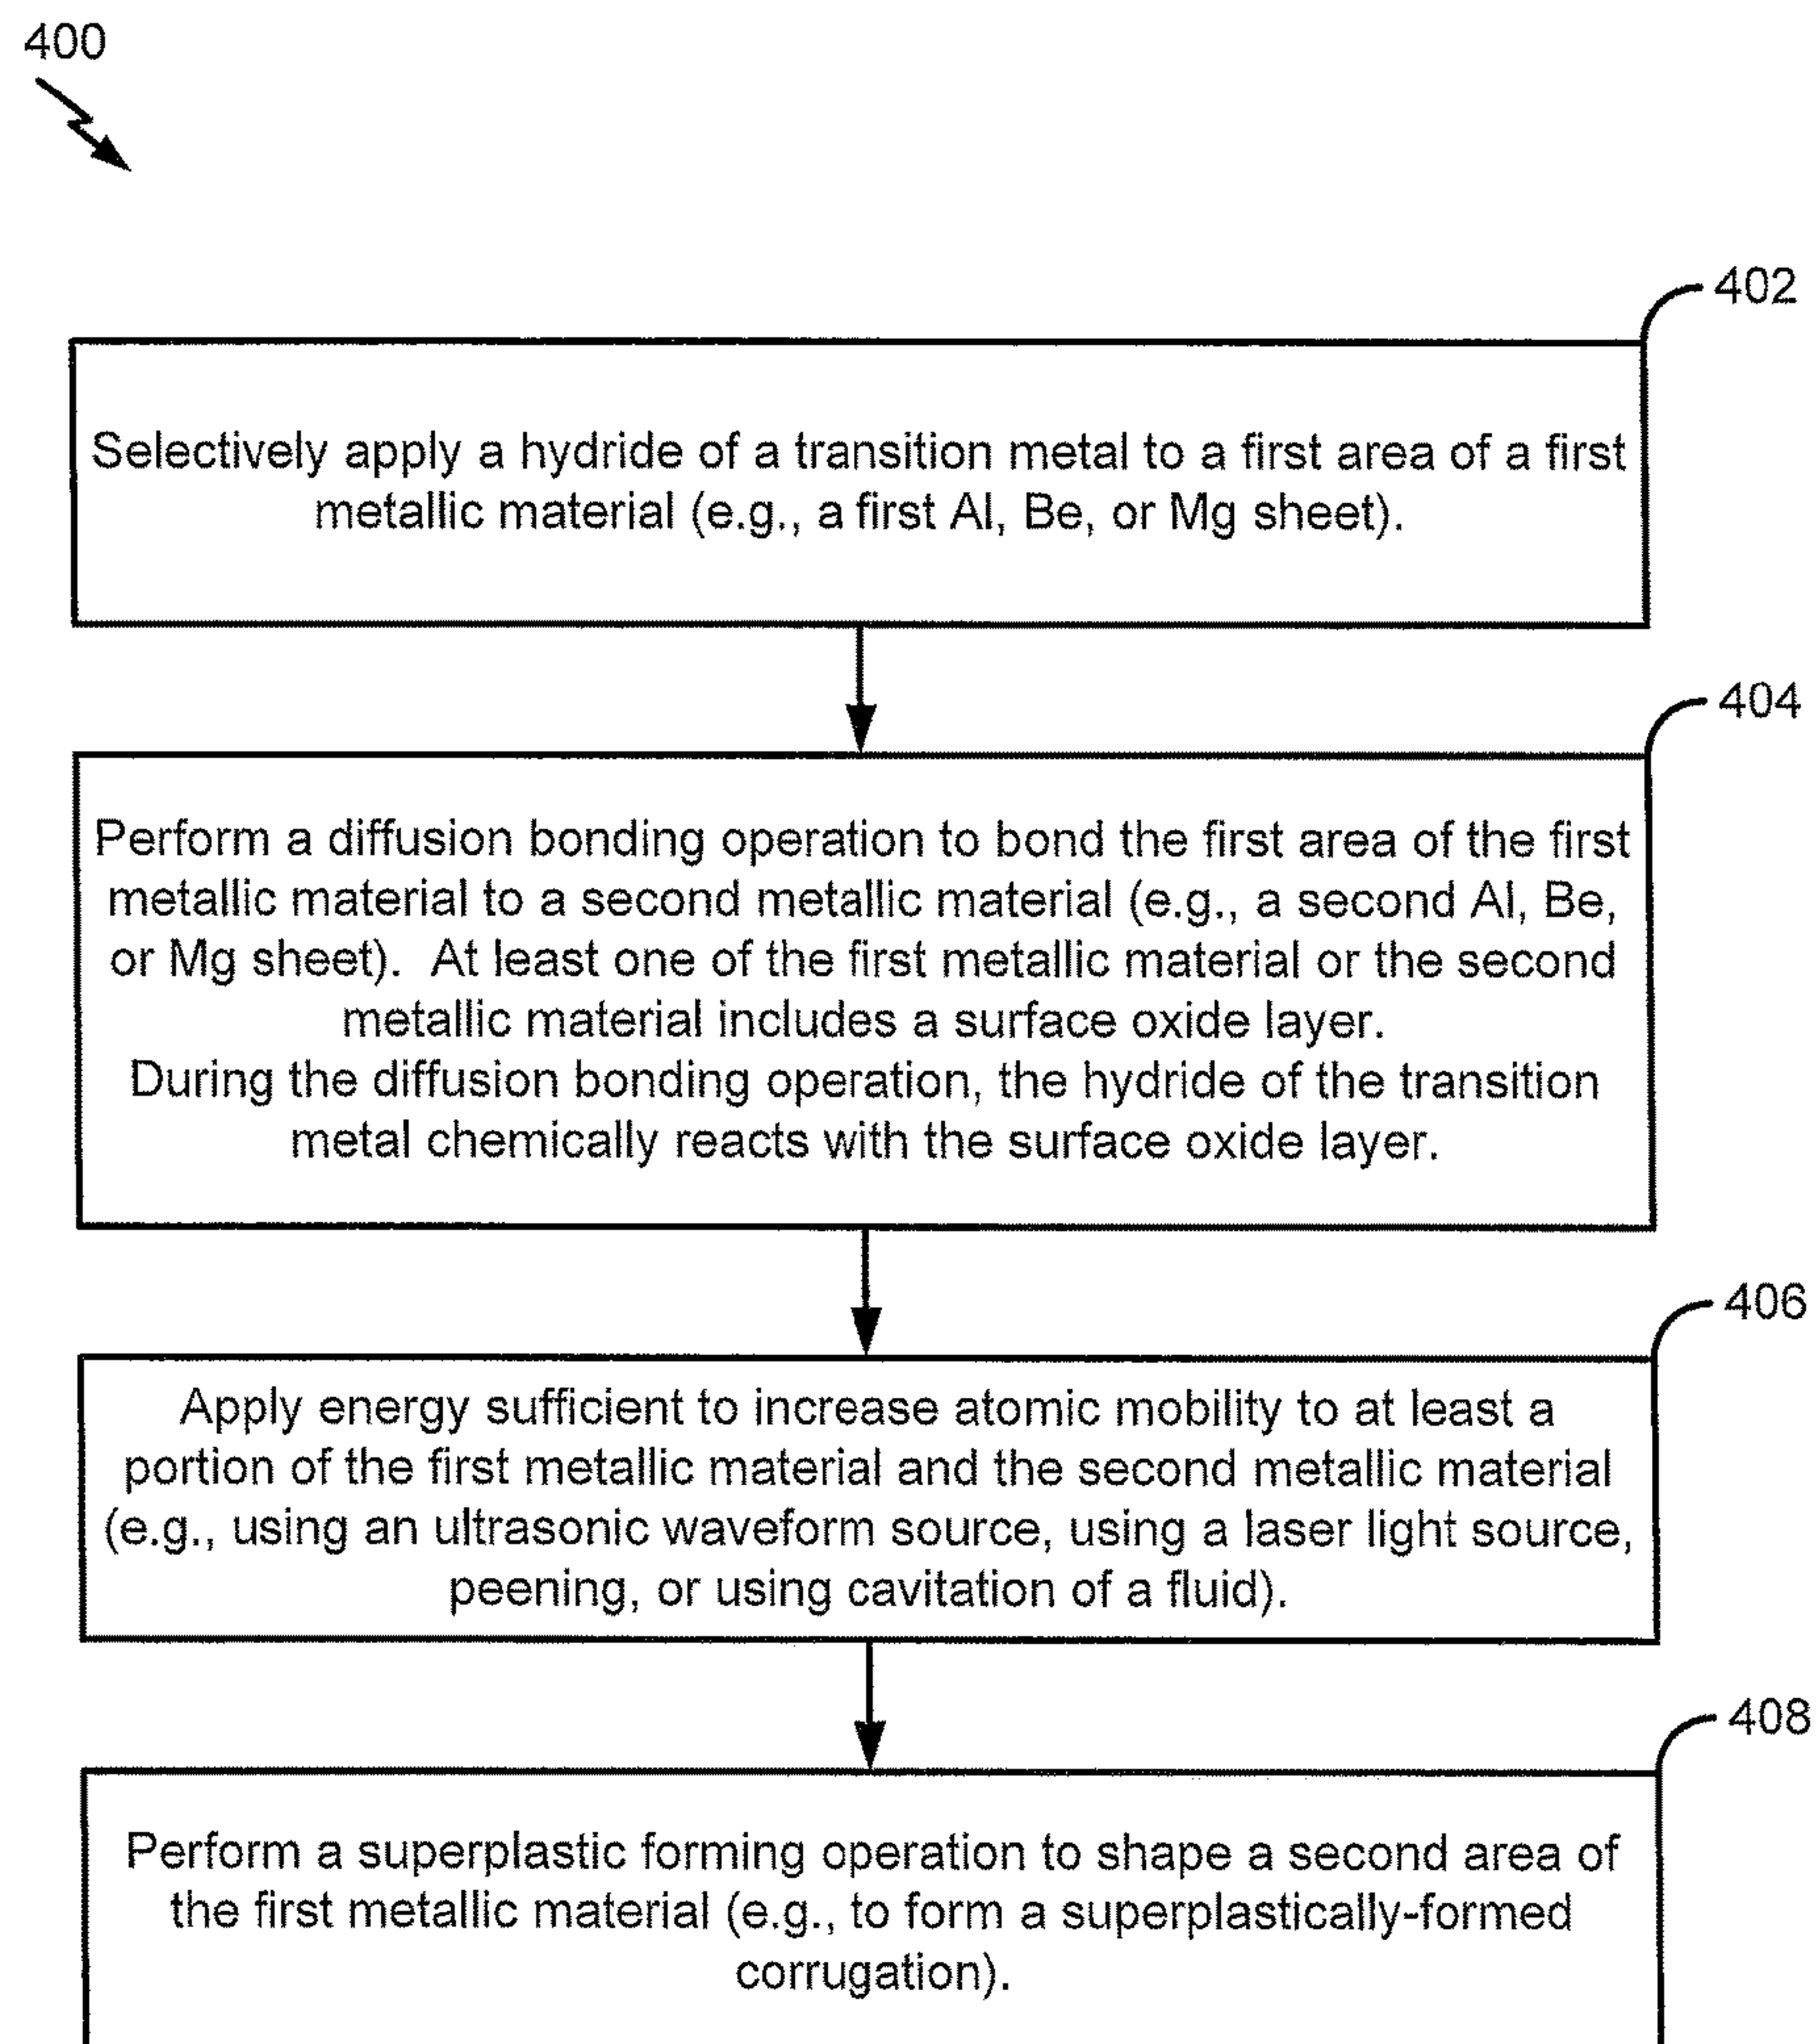 400
402
Selectively apply a hydride of a transition metal to a first area of a first
metallic material (e.g., a first Al, Be, or Mg sheet).
404
Perform a diffusion bonding operation to bond the first area of the first
metallic material to a second metallic material (e.g., a second Al, Be,
or Mg sheet).  At least one of the first metallic material or the second
metallic material includes a surface oxide layer.
During the diffusion bonding operation, the hydride of the transition
metal chemically reacts with the surface oxide layer.
406
Apply energy sufficient to increase atomic mobility to at least a
portion of the first metallic material and the second metallic material
(e.g., using an ultrasonic waveform source, using a laser light source,
peening, or using cavitation of a fluid).
408
Perform a superplastic forming operation to shape a second area of
the first metallic material (e.g., to form a superplastically-formed
corrugation).